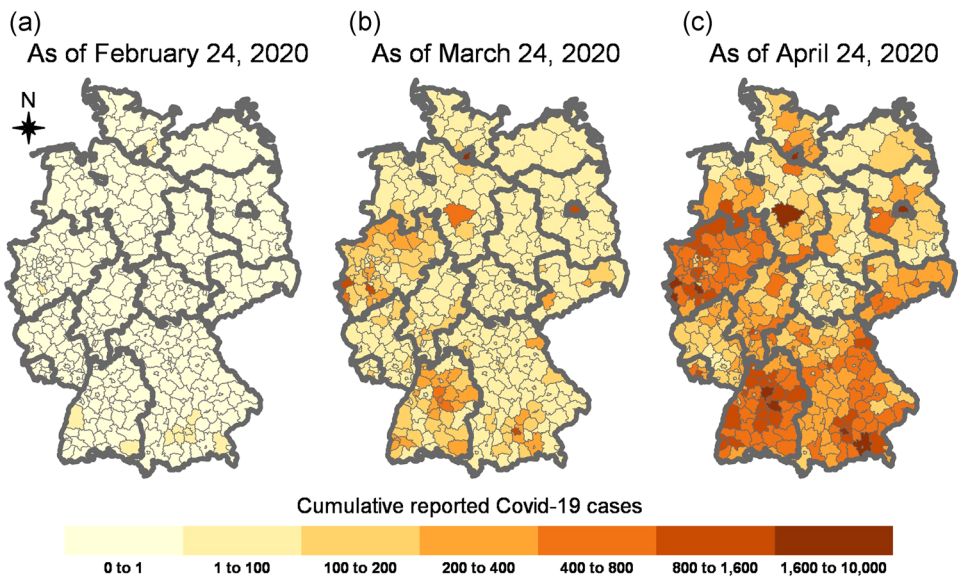 (a)
As of February 24, 2020
(b)
As of March 24, 2020
(c)
As of April 24, 2020
N
Cumulative reported Covid-19 cases
0 to 1
1 to 100
100 to 200
200 to 400
400 to 800
800 to 1,600
1,600 to 10,000